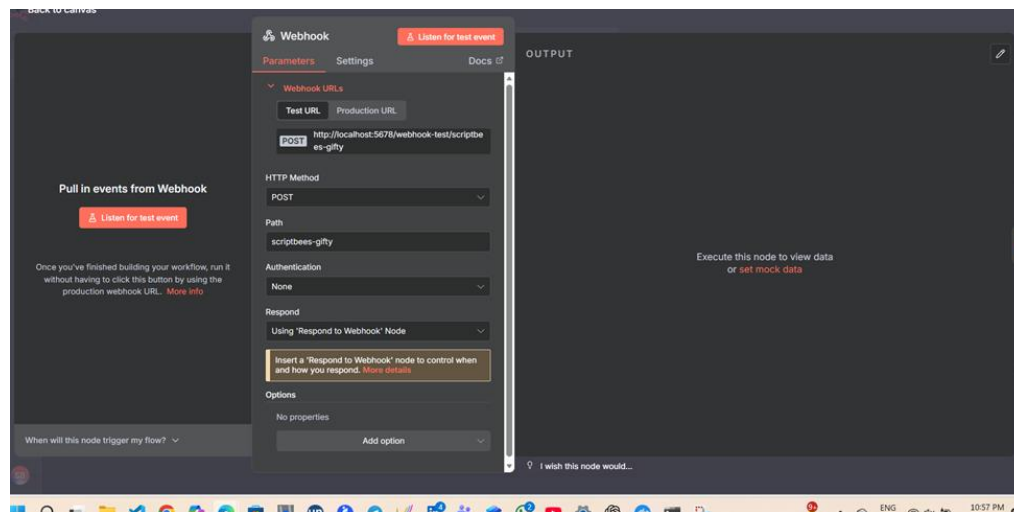 Back to canvas
Webhook
Listen for test event
OUTPUT
Parameters Settings Docs
Webhook URLs
Test URL Production URL
POST http://localhost:5678/webhook-test/scriptbe
es-gifty
HTTP Method
POST
Path
scriptbees-gifty
Authentication
None
Respond
Using 'Respond to Webhook' Node
Insert a 'Respond to Webhook' node to control when
and how you respond. More details
Options
No properties
Add option
Pull in events from Webhook
Listen for test event
Once you've finished building your workflow, run it
without having to click this button by using the
production webhook URL. More info
When will this node trigger my flow?
Execute this node to view data
or set mock data
I wish this node would...
ENG
10:57 PM